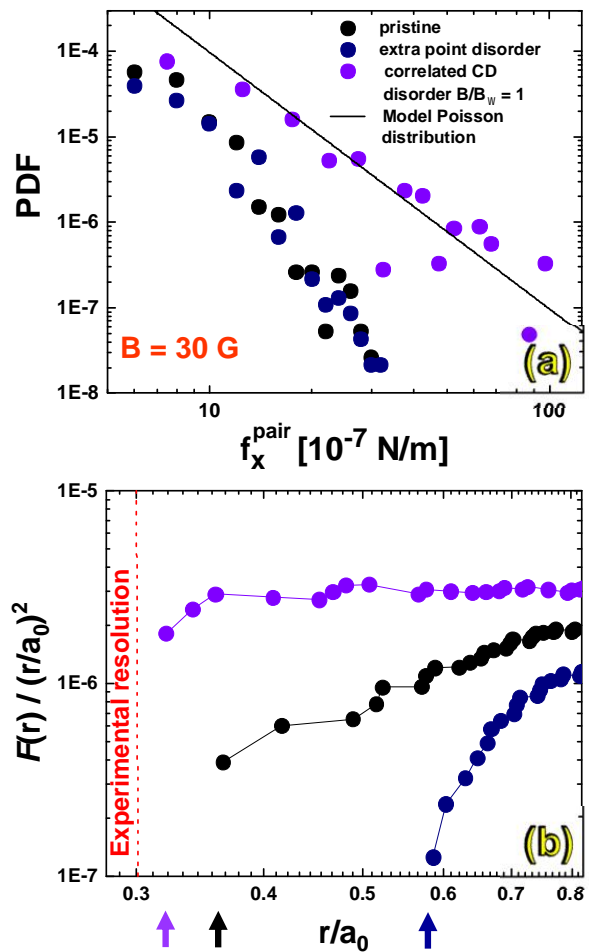 1E-4
1E-5
1E-6
1E-7
1E-8
PDF
pristine
extra point disorder
correlated CD
disorder B/B_W = 1
Model Poisson
distribution
B = 30 G
(a)
10
100
f_x^pair [10^-7 N/m]
1E-5
1E-6
1E-7
F(r) / (r/a_0)^2
Experimental resolution
(b)
0.3
0.4
0.5
0.6
0.7
0.8
r/a_0